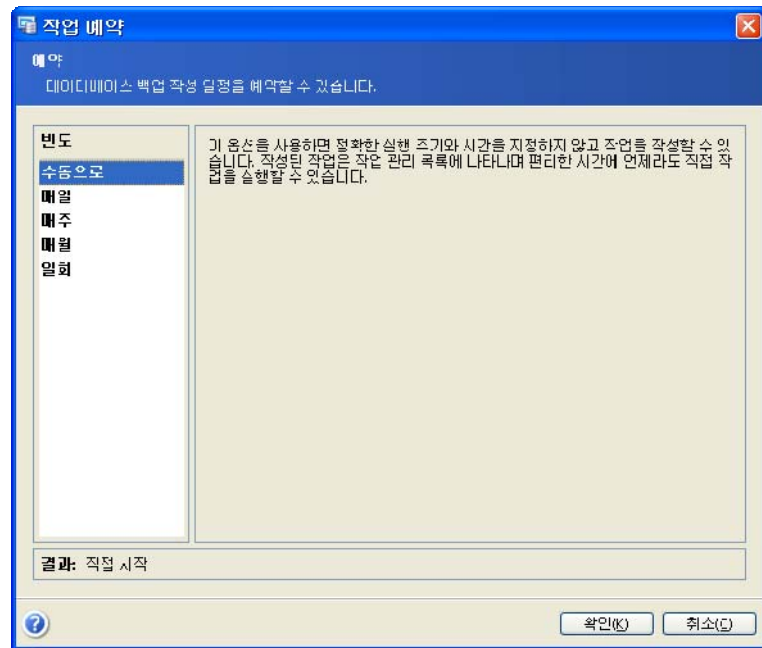 작업 예약
예약
데이터베이스 백업 작성 일정을 예약할 수 있습니다.
빈도
수동으로
매일
매주
매월
일회
이 옵션을 사용하면 정확한 실행 주기와 시간을 지정하지 않고 작업을 작성할 수 있
습니다. 작성된 작업은 작업 관리 목록에 나타나며 편리한 시간에 언제라도 직접 작
업을 실행할 수 있습니다.
결과: 직접 시작
확인(K)
취소(C)